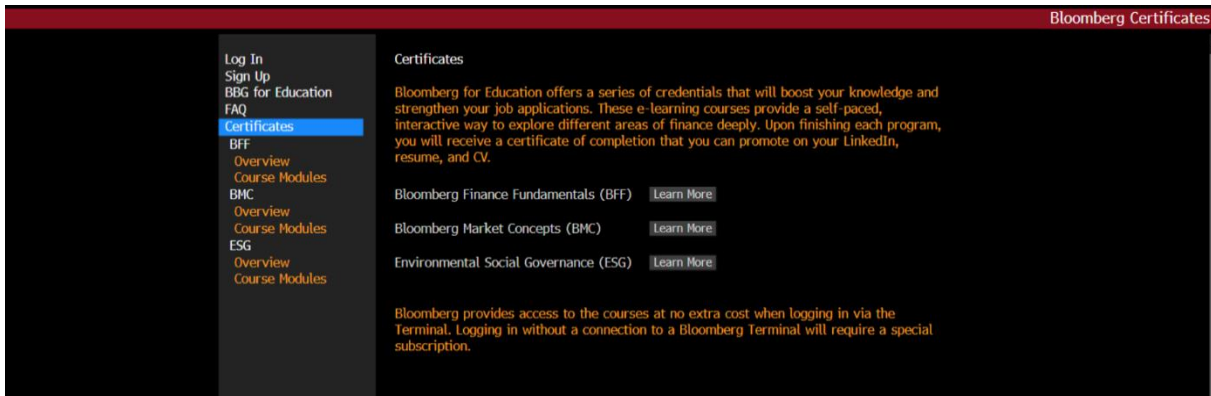 Bloomberg Certificates
Log In
Sign Up
BBG for Education
FAQ
Certificates
BFF
Overview
Course Modules
BMC
Overview
Course Modules
ESG
Overview
Course Modules
Certificates
Bloomberg for Education offers a series of credentials that will boost your knowledge and
strengthen your job applications. These e-learning courses provide a self-paced,
interactive way to explore different areas of finance deeply. Upon finishing each program,
you will receive a certificate of completion that you can promote on your LinkedIn,
resume, and CV.
Bloomberg Finance Fundamentals (BFF) Learn More
Bloomberg Market Concepts (BMC) Learn More
Environmental Social Governance (ESG) Learn More
Bloomberg provides access to the courses at no extra cost when logging in via the
Terminal. Logging in without a connection to a Bloomberg Terminal will require a special
subscription.